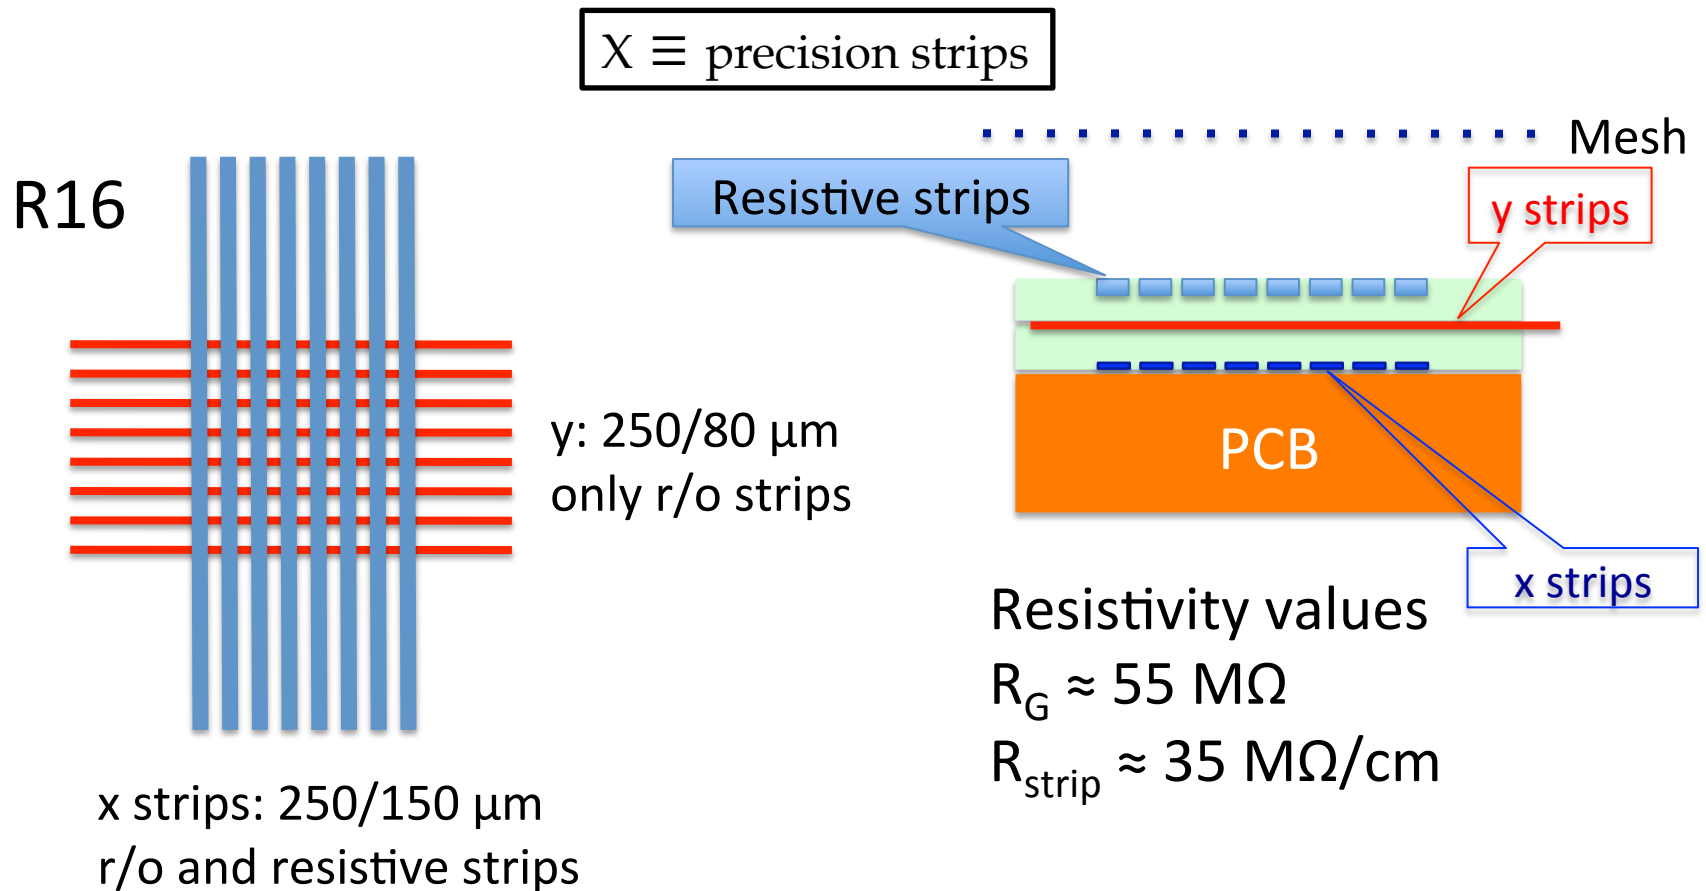 X ≡ precision strips
R16
Mesh
Resistive strips
y strips
y: 250/80 µm
only r/o strips
PCB
x strips
Resistivity values
R_G ≈ 55 MΩ
R_strip ≈ 35 MΩ/cm
x strips: 250/150 µm
r/o and resistive strips